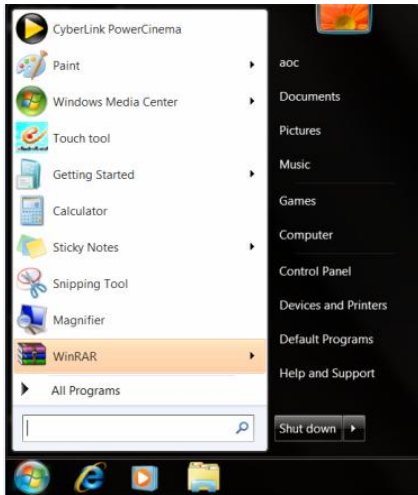 CyberLink PowerCinema
Paint
Windows Media Center
Touch tool
Getting Started
Calculator
Sticky Notes
Snipping Tool
Magnifier
WinRAR
All Programs
aoc
Documents
Pictures
Music
Games
Computer
Control Panel
Devices and Printers
Default Programs
Help and Support
Shut down